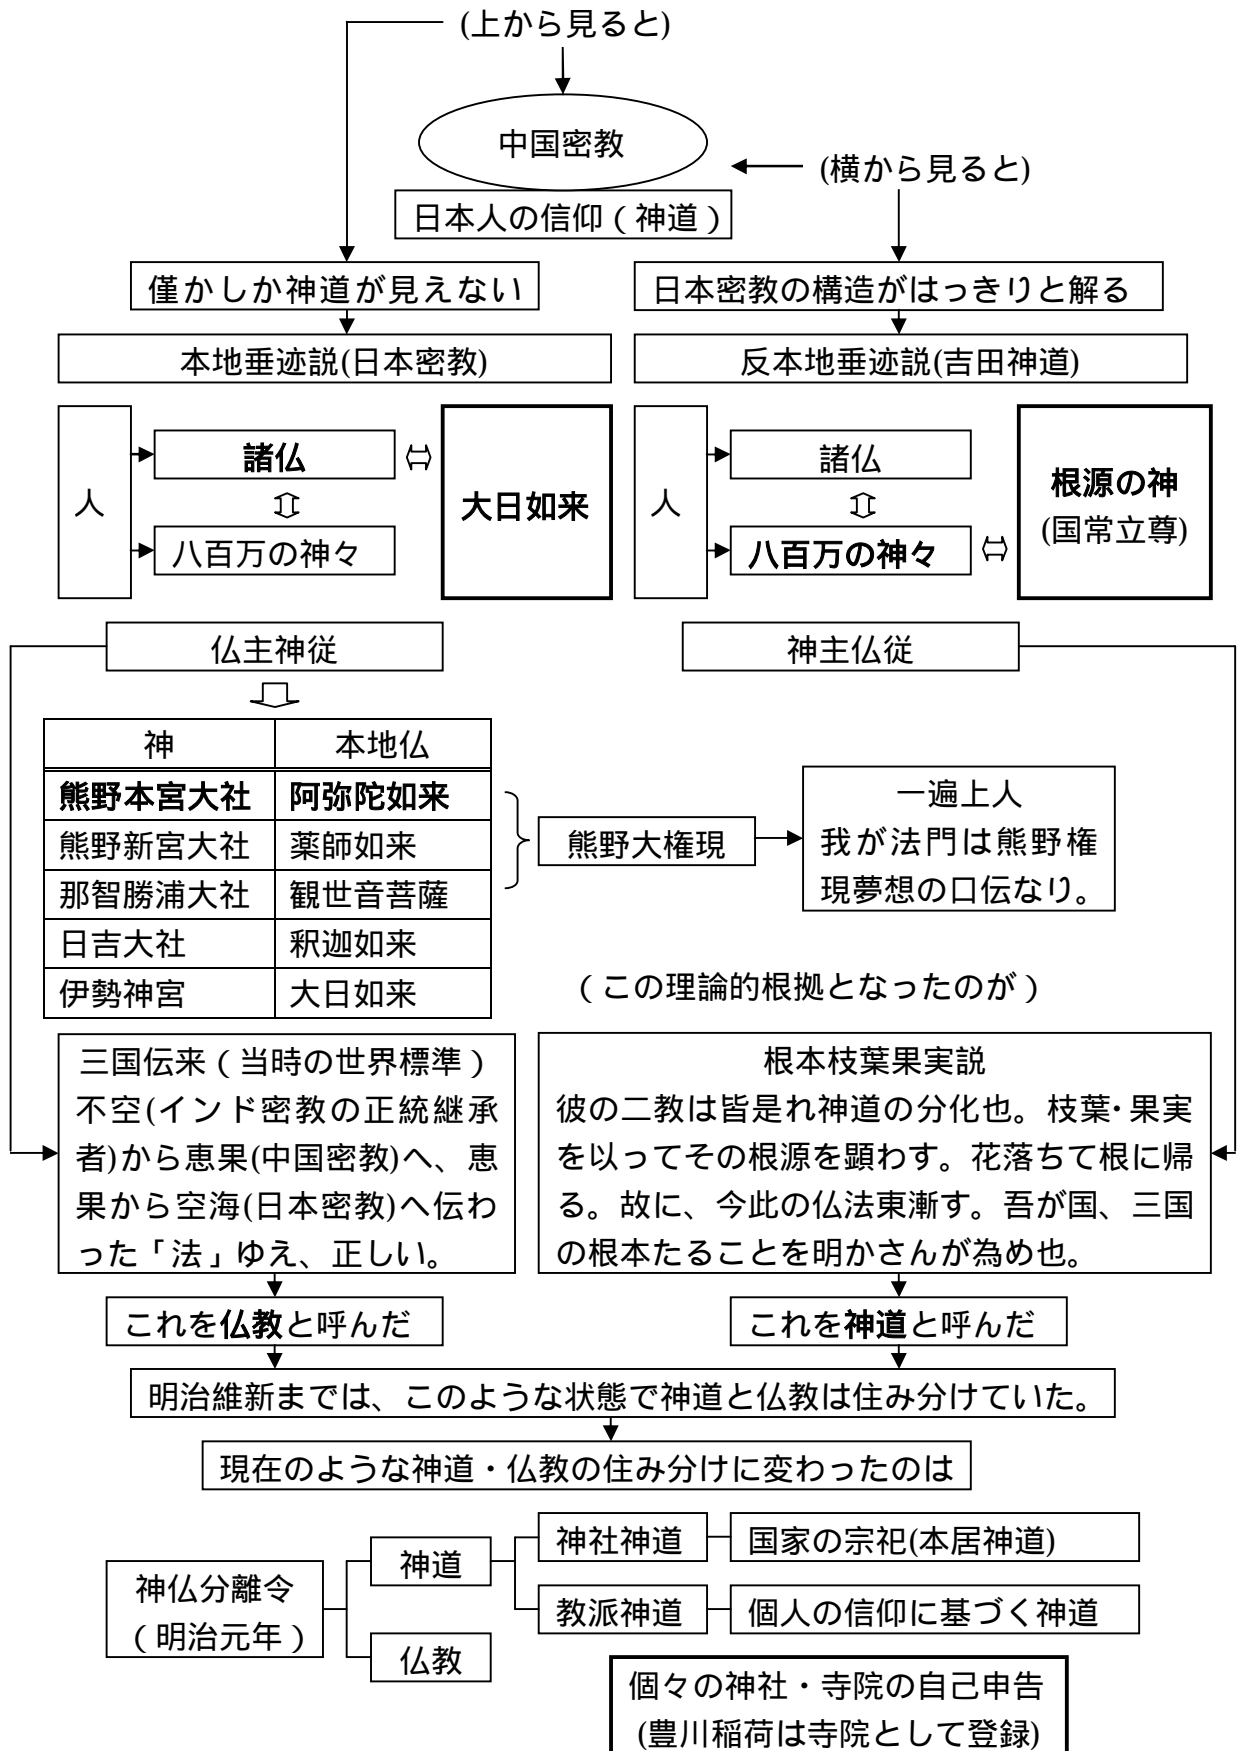 (上から見ると)
中国密教
(横から見ると)
日本人の信仰（神道）
僅かしか神道が見えない
日本密教の構造がはっきりと解る
本地垂迹説(日本密教)
反本地垂迹説(吉田神道)
人
諸仏
八百万の神々
大日如来
人
諸仏
八百万の神々
根源の神
(国常立尊)
仏主神従
神主仏従
神 本地仏
熊野本宮大社 阿弥陀如来
熊野新宮大社 薬師如来
那智勝浦大社 観世音菩薩
日吉大社 釈迦如来
伊勢神宮 大日如来
熊野大権現
一遍上人
我が法門は熊野権
現夢想の口伝なり。
（この理論的根拠となったのが）
三国伝来（当時の世界標準）
不空(インド密教の正統継承
者)から恵果(中国密教)へ、恵
果から空海(日本密教)へ伝わ
った「法」ゆえ、正しい。
根本枝葉果実説
彼の二教は皆是れ神道の分化也。枝葉・果実
を以ってその根源を顕わす。花落ちて根に帰
る。故に、今此の仏法東漸す。吾が国、三国
の根本たることを明かさんが為め也。
これを仏教と呼んだ
これを神道と呼んだ
明治維新までは、このような状態で神道と仏教は住み分けていた。
現在のような神道・仏教の住み分けに変わったのは
神仏分離令
（明治元年）
神道
仏教
神社神道
国家の宗祀(本居神道)
教派神道
個人の信仰に基づく神道
個々の神社・寺院の自己申告
(豊川稲荷は寺院として登録)